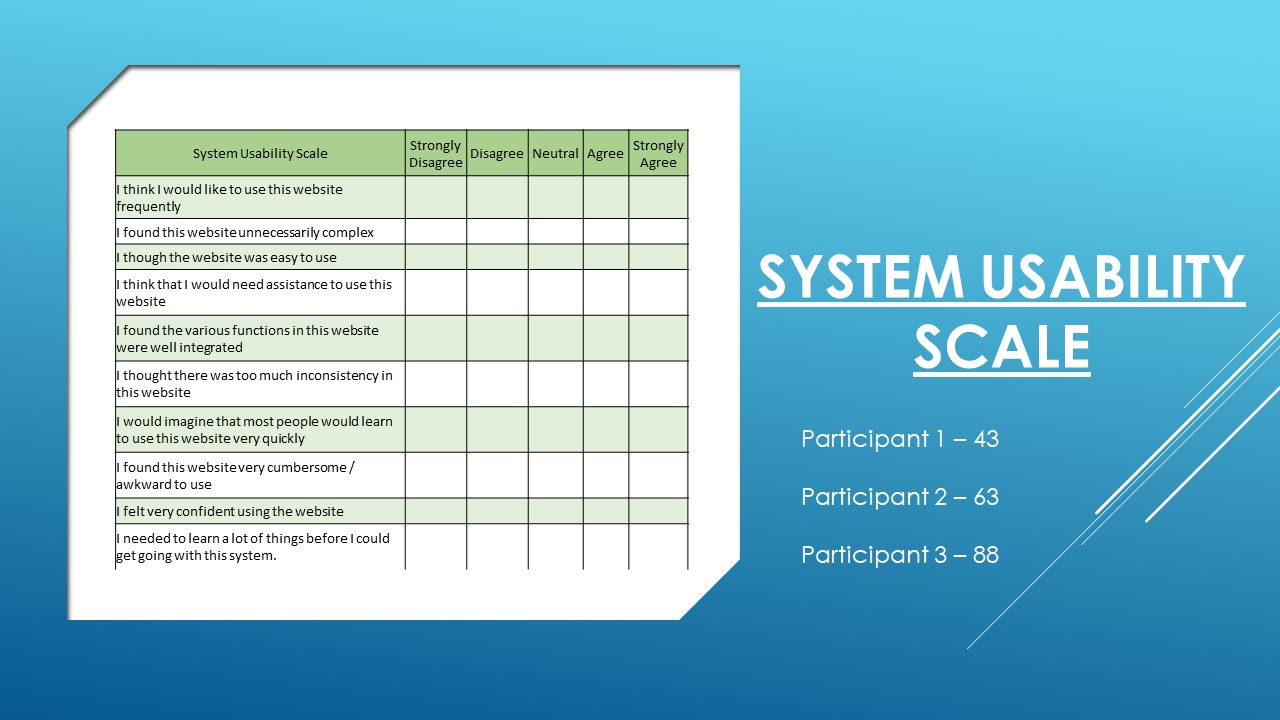 System Usability Scale
Strongly
Disagree
Disagree
Neutral
Agree
Strongly
Agree
I think I would like to use this website
frequently
I found this website unnecessarily complex
I though the website was easy to use
I think that I would need assistance to use this
website
I found the various functions in this website
were well integrated
I thought there was too much inconsistency in
this website
I would imagine that most people would learn
to use this website very quickly
I found this website very cumbersome /
awkward to use
I felt very confident using the website
I needed to learn a lot of things before I could
get going with this system.
SYSTEM USABILITY
SCALE
Participant 1 – 43
Participant 2 – 63
Participant 3 – 88